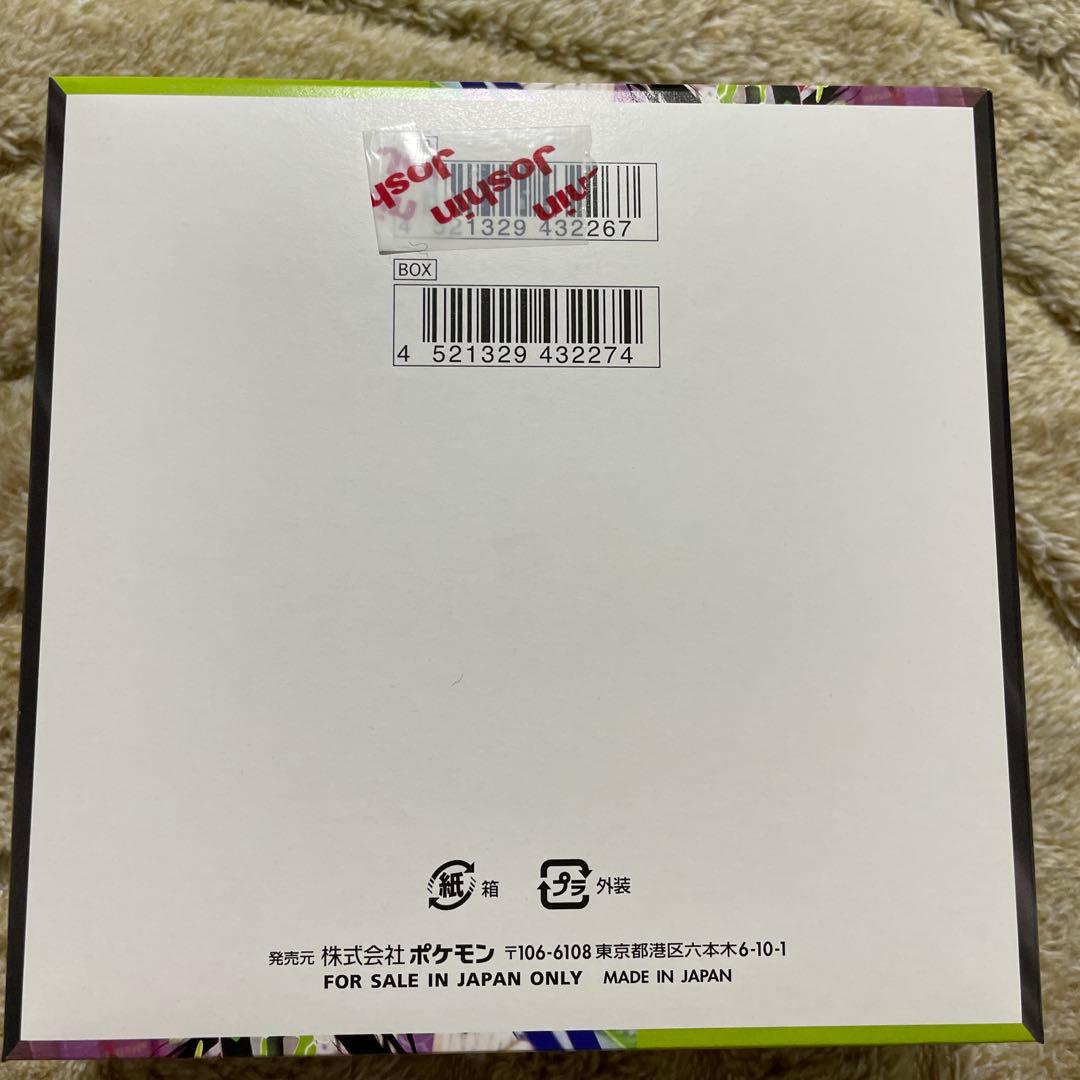 Joshin
4 521329 432267
BOX
4 521329 432274
紙 箱 プラ 外装
発売元 株式会社 ポケモン 〒106-6108 東京都港区六本木6-10-1
FOR SALE IN JAPAN ONLY MADE IN JAPAN